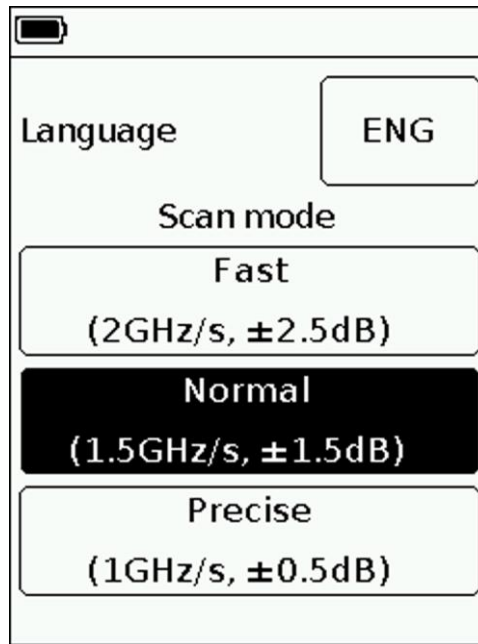 Language ENG
Scan mode
Fast
(2GHz/s, ±2.5dB)
Normal
(1.5GHz/s, ±1.5dB)
Precise
(1GHz/s, ±0.5dB)